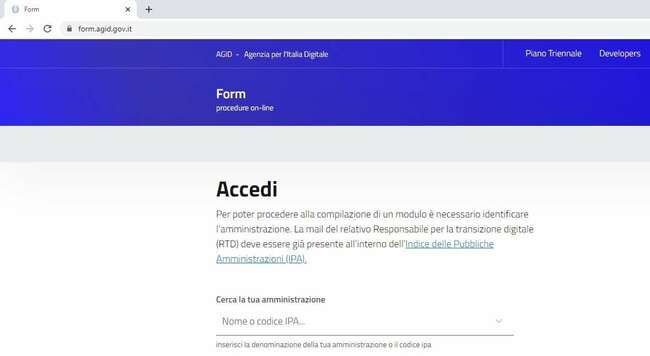 Form
form.agid.gov.it
AGID - Agenzia per l'Italia Digitale
Piano Triennale
Developers
Form
procedure on-line
Accedi
Per poter procedere alla compilazione di un modulo è necessario identificare
l'amministrazione. La mail del relativo Responsabile per la transizione digitale
(RTD) deve essere già presente all'interno dell'Indice delle Pubbliche
Amministrazioni (IPA).
Cerca la tua amministrazione
Nome o codice IPA...
inserisci la denominazione della tua amministrazione o il codice ipa